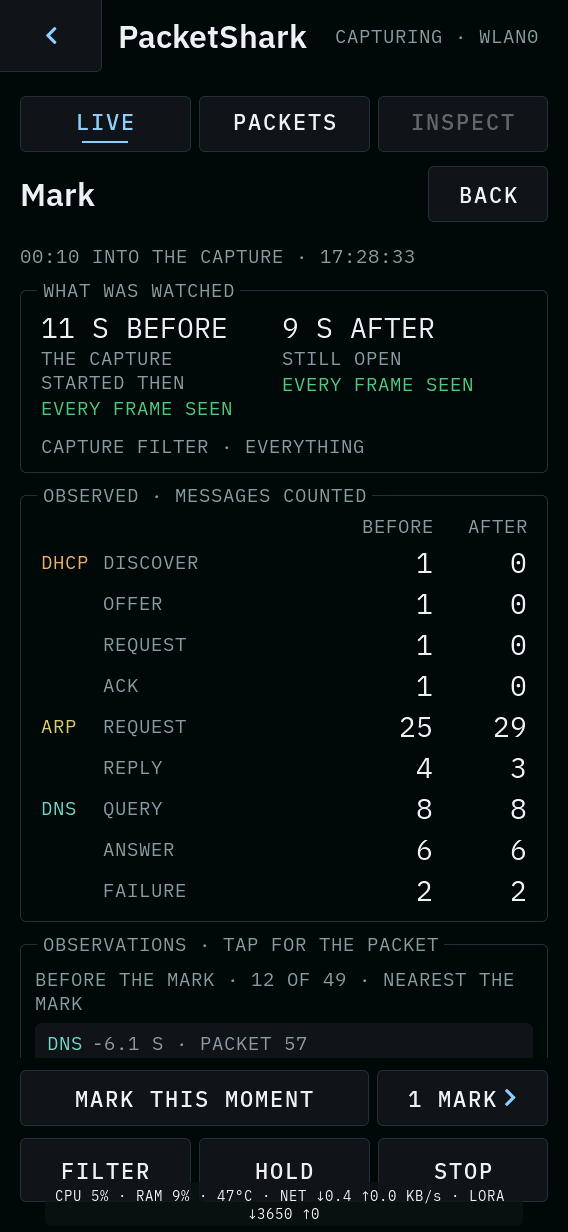 PacketShark CAPTURING · WLAN0
LIVE PACKETS INSPECT
Mark BACK
00:10 INTO THE CAPTURE · 17:28:33
WHAT WAS WATCHED
11 S BEFORE 9 S AFTER
THE CAPTURE STILL OPEN
STARTED THEN EVERY FRAME SEEN
EVERY FRAME SEEN
CAPTURE FILTER · EVERYTHING
OBSERVED · MESSAGES COUNTED
BEFORE AFTER
DHCP DISCOVER 1 0
OFFER 1 0
REQUEST 1 0
ACK 1 0
ARP REQUEST 25 29
REPLY 4 3
DNS QUERY 8 8
ANSWER 6 6
FAILURE 2 2
OBSERVATIONS · TAP FOR THE PACKET
BEFORE THE MARK · 12 OF 49 · NEAREST THE
MARK
DNS -6.1 S · PACKET 57
MARK THIS MOMENT 1 MARK
FILTER HOLD STOP
CPU 5% · RAM 9% · 47°C · NET ↓0.4 ↑0.0 KB/s · LORA
↓3650 ↑0